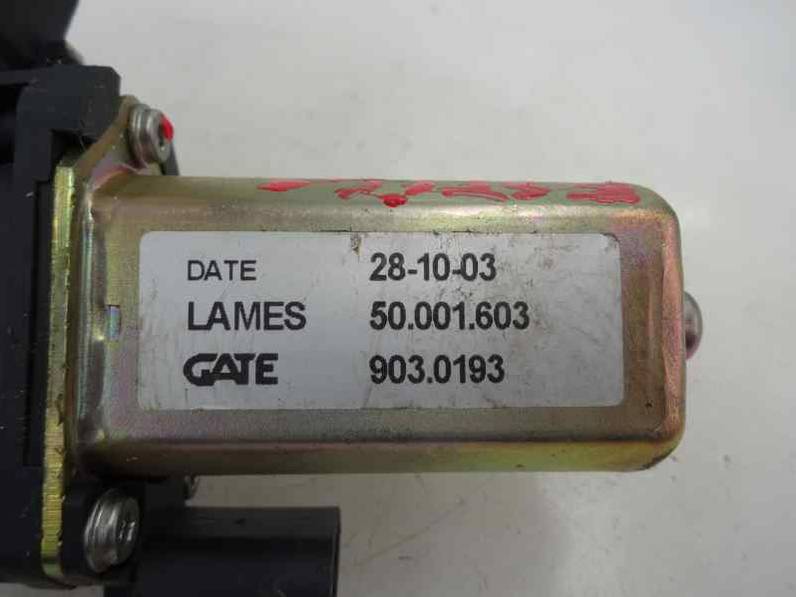 DATE 28-10-03
LAMES 50.001.603
GATE 903.0193